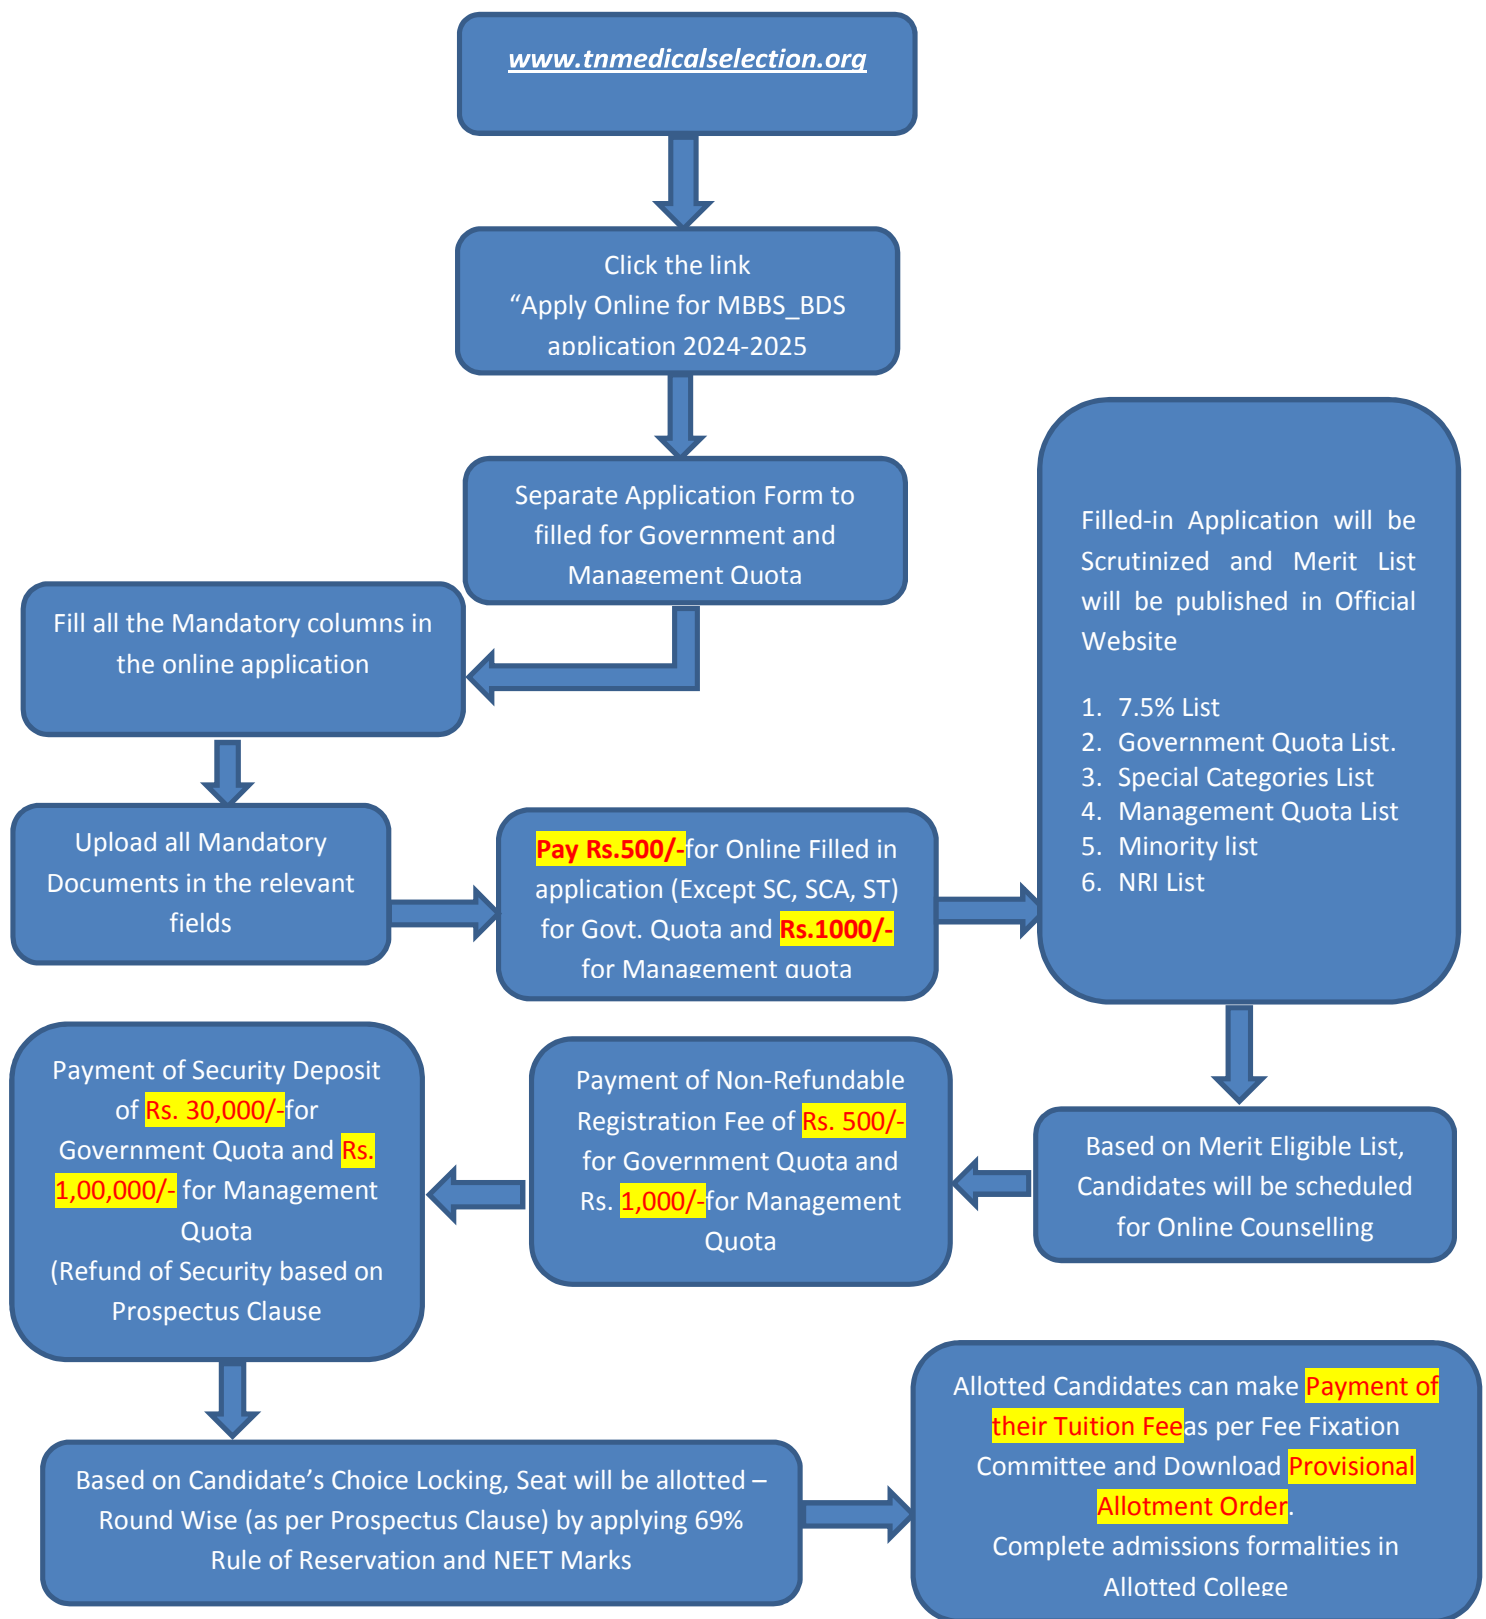 www.tnmedicalselection.org
Click the link
“Apply Online for MBBS_BDS
application 2024-2025
Separate Application Form to
filled for Government and
Management Quota
Fill all the Mandatory columns in
the online application
Upload all Mandatory
Documents in the relevant
fields
Pay Rs.500/-for Online Filled in
application (Except SC, SCA, ST)
for Govt. Quota and Rs.1000/-
for Management quota
Filled-in Application will be
Scrutinized and Merit List
will be published in Official
Website
1. 7.5% List
2. Government Quota List.
3. Special Categories List
4. Management Quota List
5. Minority list
6. NRI List
Based on Merit Eligible List,
Candidates will be scheduled
for Online Counselling
Payment of Non-Refundable
Registration Fee of Rs. 500/-
for Government Quota and
Rs. 1,000/-for Management
Quota
Payment of Security Deposit
of Rs. 30,000/-for
Government Quota and Rs.
1,00,000/- for Management
Quota
(Refund of Security based on
Prospectus Clause
Based on Candidate’s Choice Locking, Seat will be allotted –
Round Wise (as per Prospectus Clause) by applying 69%
Rule of Reservation and NEET Marks
Allotted Candidates can make Payment of
their Tuition Feeas per Fee Fixation
Committee and Download Provisional
Allotment Order.
Complete admissions formalities in
Allotted College